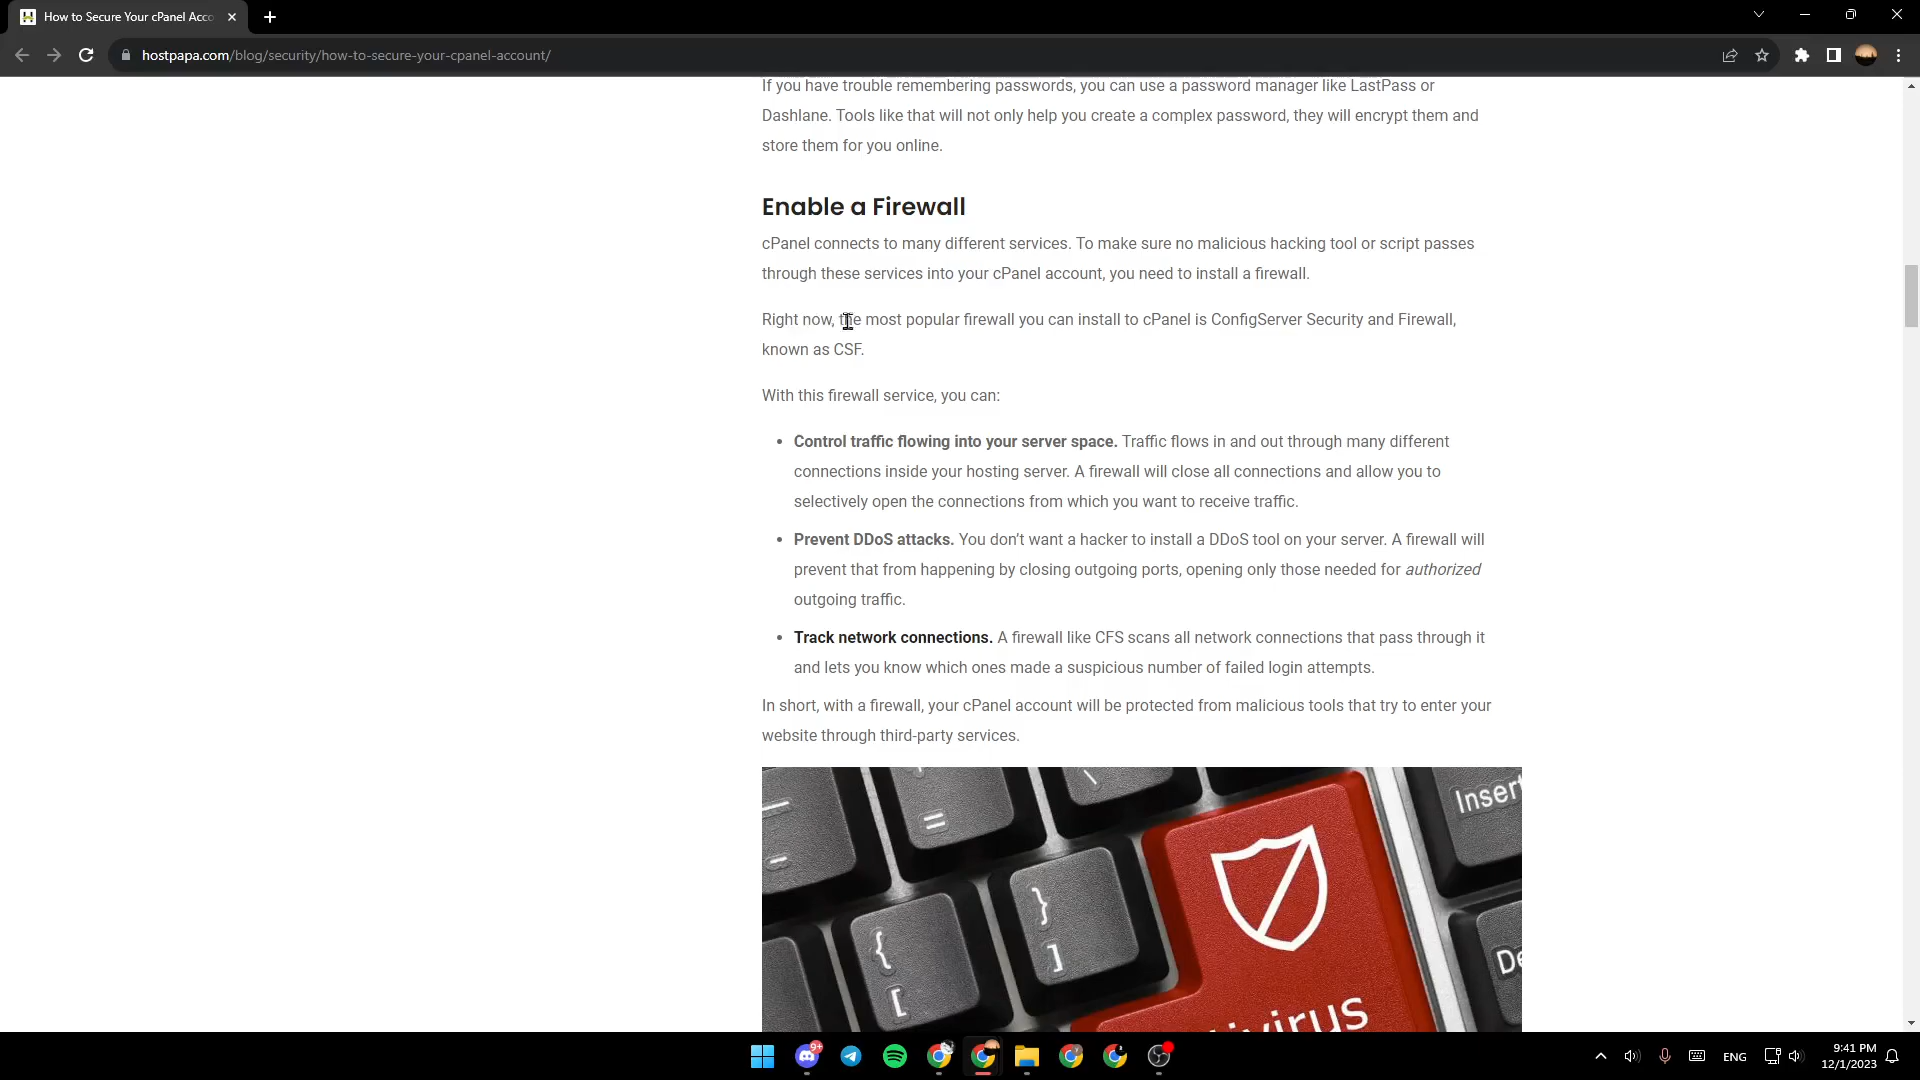 How to Secure Your cPanel Acco
hostpapa.com/blog/security/how-to-secure-your-cpanel-account/
If you have trouble remembering passwords, you can use a password manager like LastPass or
Dashlane. Tools like that will not only help you create a complex password, they will encrypt them and
store them for you online.
Enable a Firewall
cPanel connects to many different services. To make sure no malicious hacking tool or script passes
through these services into your cPanel account, you need to install a firewall.
Right now, the most popular firewall you can install to cPanel is ConfigServer Security and Firewall,
known as CSF.
With this firewall service, you can:
• Control traffic flowing into your server space. Traffic flows in and out through many different
connections inside your hosting server. A firewall will close all connections and allow you to
selectively open the connections from which you want to receive traffic.
• Prevent DDoS attacks. You don't want a hacker to install a DDoS tool on your server. A firewall will
prevent that from happening by closing outgoing ports, opening only those needed for authorized
outgoing traffic.
• Track network connections. A firewall like CFS scans all network connections that pass through it
and lets you know which ones made a suspicious number of failed login attempts.
In short, with a firewall, your cPanel account will be protected from malicious tools that try to enter your
website through third-party services.
Insert
\
=
-
}
]
{
[
De
tivirus
9+
ENG
9:41 PM
12/1/2023